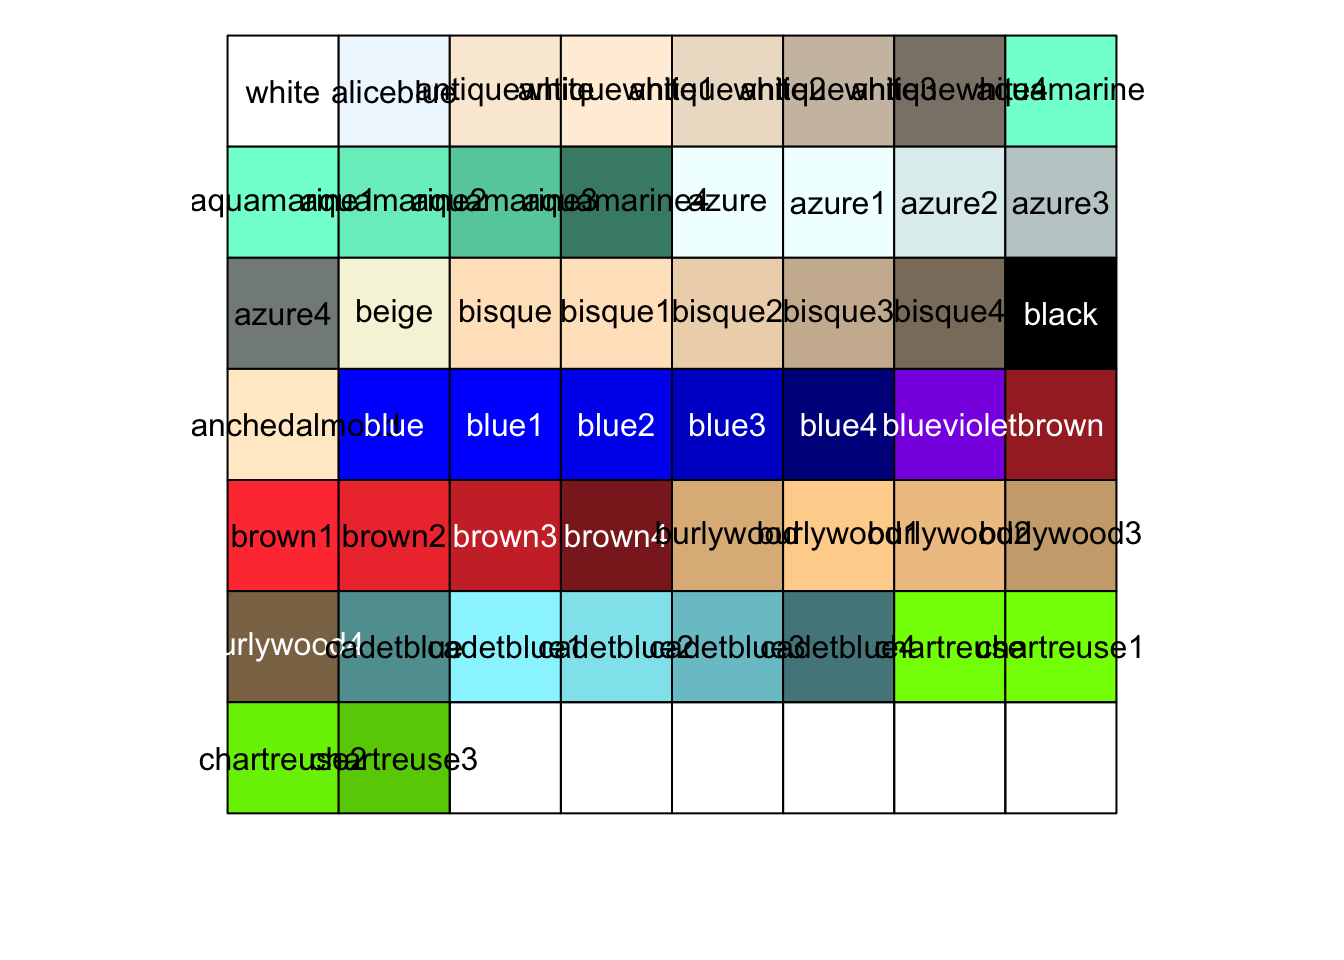 white aliceblue antiquewhite antiquewhite1 antiquewhite2 antiquewhite3 antiquewhite4 aquamarine
aquamarine1 aquamarine2 aquamarine3 aquamarine4 azure azure1 azure2 azure3
azure4 beige bisque bisque1 bisque2 bisque3 bisque4 black
anchedalmond blue blue1 blue2 blue3 blue4 blueviolet brown
brown1 brown2 brown3 brown4 burlywood burlywood1 burlywood2 burlywood3
urlywood4 cadetblue cadetblue1 cadetblue2 cadetblue3 cadetblue4 chartreuse chartreuse1
chartreuse2 chartreuse3